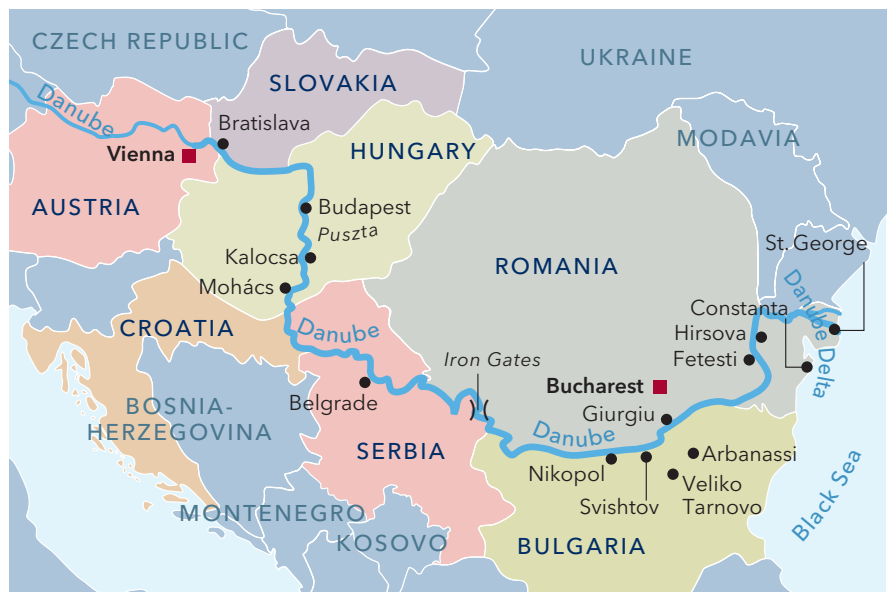 CZECH REPUBLIC
UKRAINE
SLOVAKIA
Danube
Bratislava
MODAVIA
Vienna
HUNGARY
AUSTRIA
Budapest
Puszta
St. George
Kalocsa
ROMANIA
Mohács
Constanta
Danube Delta
CROATIA
Danube
Hirsova
Iron Gates
Fetesti
Bucharest
Belgrade
BOSNIA-
HERZEGOVINA
Giurgiu
Danube
SERBIA
Arbanassi
Nikopol
Veliko
Tarnovo
Svishtov
Black Sea
MONTENEGRO
KOSOVO
BULGARIA